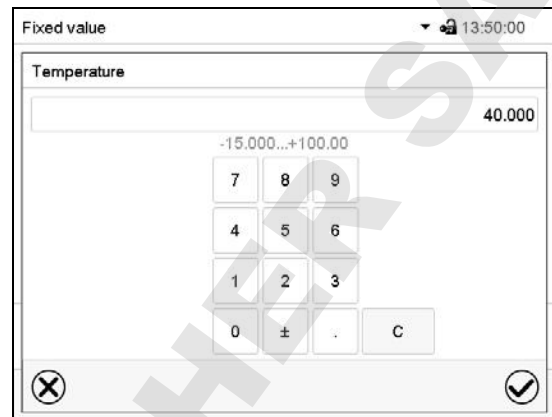 Fixed value 13:50:00
Temperature
40.000
-15.000...+100.00
7 8 9
4 5 6
1 2 3
0 ± . C